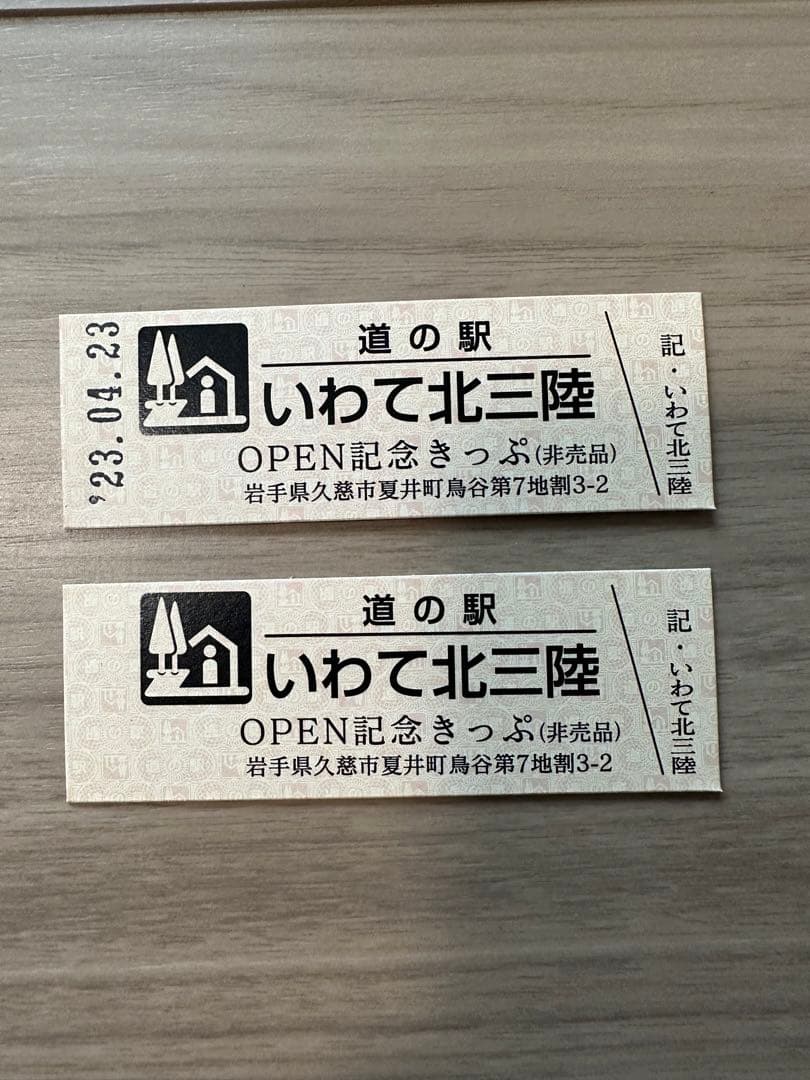 '23.04.23
道の駅
いわて北三陸
OPEN記念きっぷ(非売品)
岩手県久慈市夏井町鳥谷第7地割3-2
記・いわて北三陸
道の駅
いわて北三陸
OPEN記念きっぷ(非売品)
岩手県久慈市夏井町鳥谷第7地割3-2
記・いわて北三陸